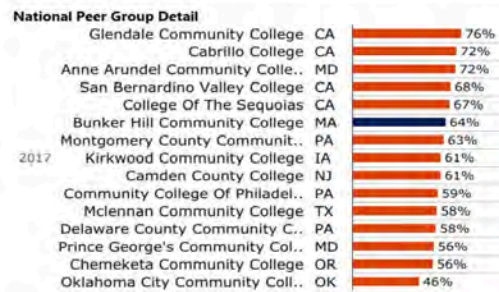 National Peer Group Detail
Glendale Community College CA 76%
Cabrillo College CA 72%
Anne Arundel Community Colle.. MD 72%
San Bernardino Valley College CA 68%
College Of The Sequoias CA 67%
Bunker Hill Community College MA 64%
Montgomery County Communit.. PA 63%
2017 Kirkwood Community College IA 61%
Camden County College NJ 61%
Community College Of Philadel.. PA 59%
Mclennan Community College TX 58%
Delaware County Community C.. PA 58%
Prince George's Community Col.. MD 56%
Chemeketa Community College OR 56%
Oklahoma City Community Coll.. OK 46%